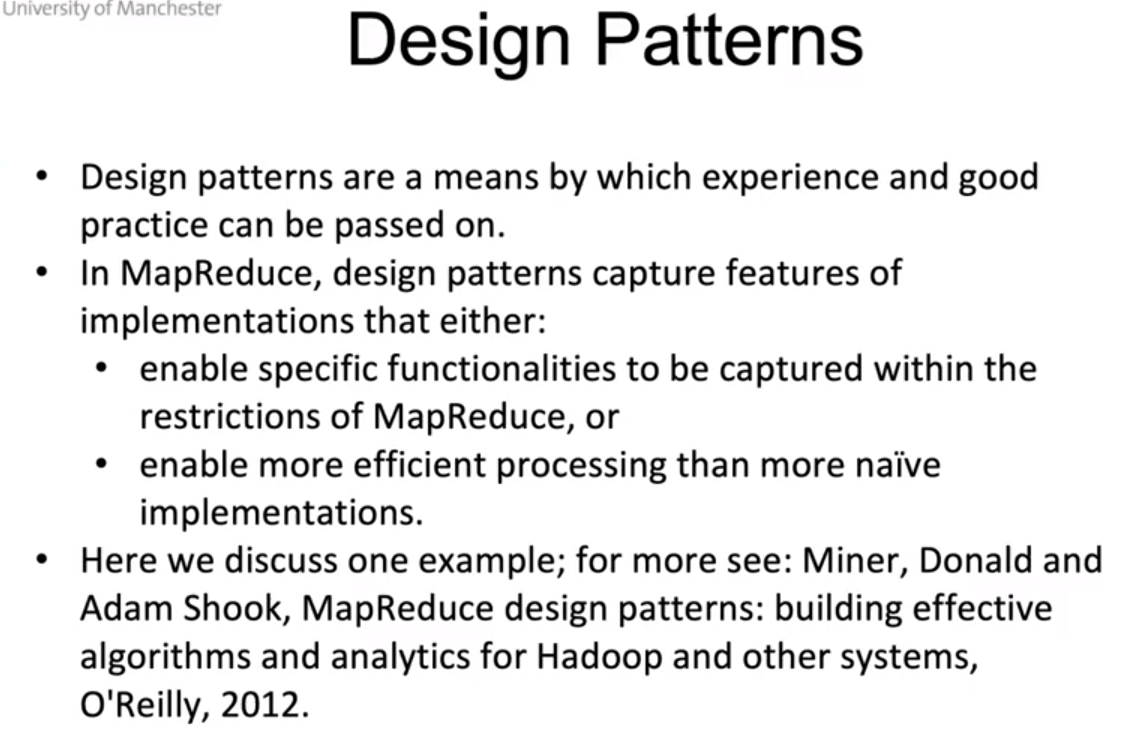 University of Manchester
Design Patterns
• Design patterns are a means by which experience and good
practice can be passed on.
• In MapReduce, design patterns capture features of
implementations that either:
• enable specific functionalities to be captured within the
restrictions of MapReduce, or
• enable more efficient processing than more naïve
implementations.
• Here we discuss one example; for more see: Miner, Donald and
Adam Shook, MapReduce design patterns: building effective
algorithms and analytics for Hadoop and other systems,
O'Reilly, 2012.